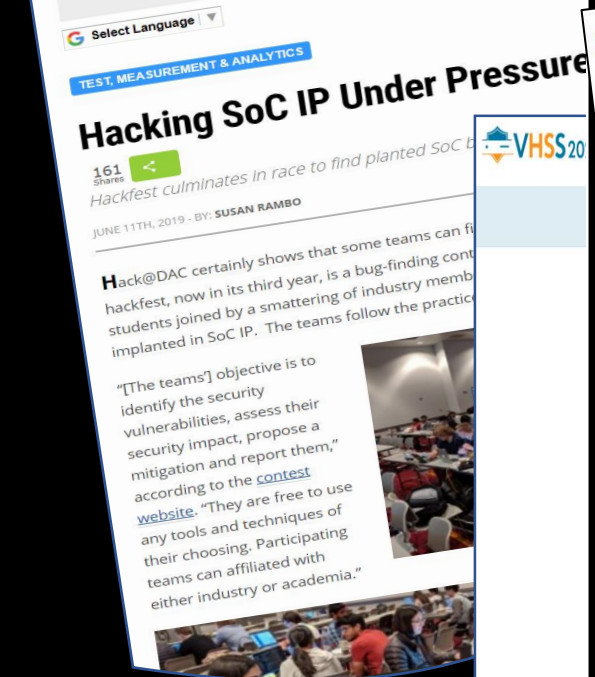 Select Language
TEST, MEASUREMENT & ANALYTICS
Hacking SoC IP Under Pressure
161
Shares
Hackfest culminates in race to find planted SoC b
JUNE 11TH, 2019 - BY: SUSAN RAMBO
Hack@DAC certainly shows that some teams can fi
hackfest, now in its third year, is a bug-finding cont
students joined by a smattering of industry memb
implanted in SoC IP. The teams follow the practice
“[The teams’] objective is to
identify the security
vulnerabilities, assess their
security impact, propose a
mitigation and report them,”
according to the contest
website. “They are free to use
any tools and techniques of
their choosing. Participating
teams can affiliated with
either industry or academia.”
VHSS 20